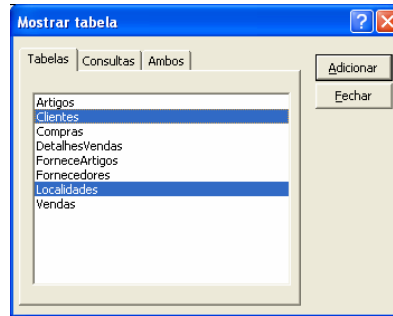 Mostrar tabela
Tabelas Consultas Ambos
Adicionar
Fechar
Artigos
Clientes
Compras
DetalhesVendas
ForneceArtigos
Fornecedores
Localidades
Vendas